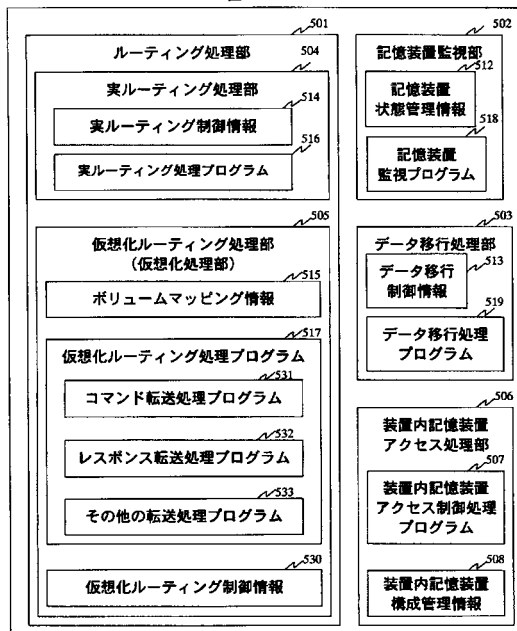 501
ルーティング処理部
504
実ルーティング処理部
514
実ルーティング制御情報
516
実ルーティング処理プログラム
505
仮想化ルーティング処理部
(仮想化処理部)
515
ボリュームマッピング情報
517
仮想化ルーティング処理プログラム
531
コマンド転送処理プログラム
532
レスポンス転送処理プログラム
533
その他の転送処理プログラム
530
仮想化ルーティング制御情報
502
記憶装置監視部
512
記憶装置
状態管理情報
518
記憶装置
監視プログラム
503
データ移行処理部
513
データ移行
制御情報
519
データ移行処理
プログラム
506
装置内記憶装置
アクセス処理部
507
装置内記憶装置
アクセス制御処理
プログラム
508
装置内記憶装置
構成管理情報